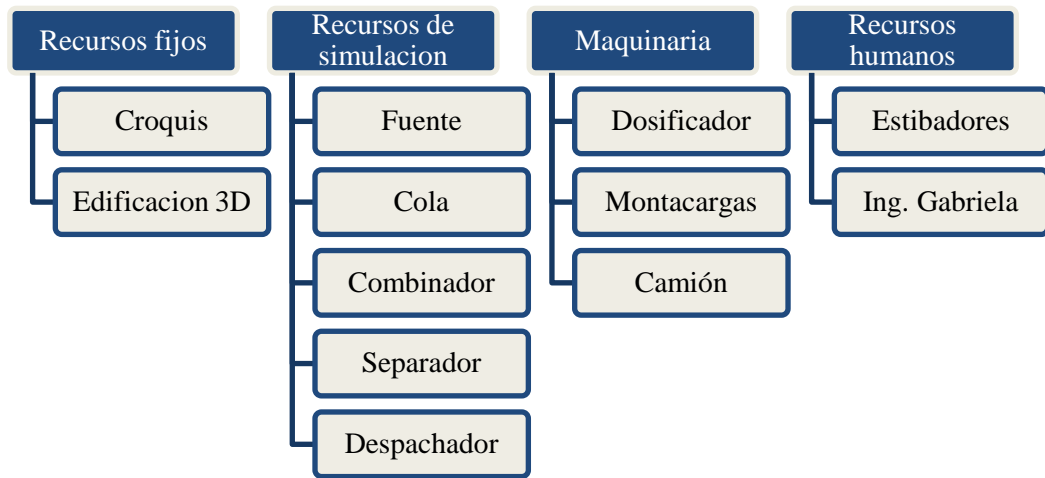 Recursos fijos
Croquis
Edificacion 3D
Recursos de
simulacion
Fuente
Cola
Combinador
Separador
Despachador
Maquinaria
Dosificador
Montacargas
Camión
Recursos
humanos
Estibadores
Ing. Gabriela